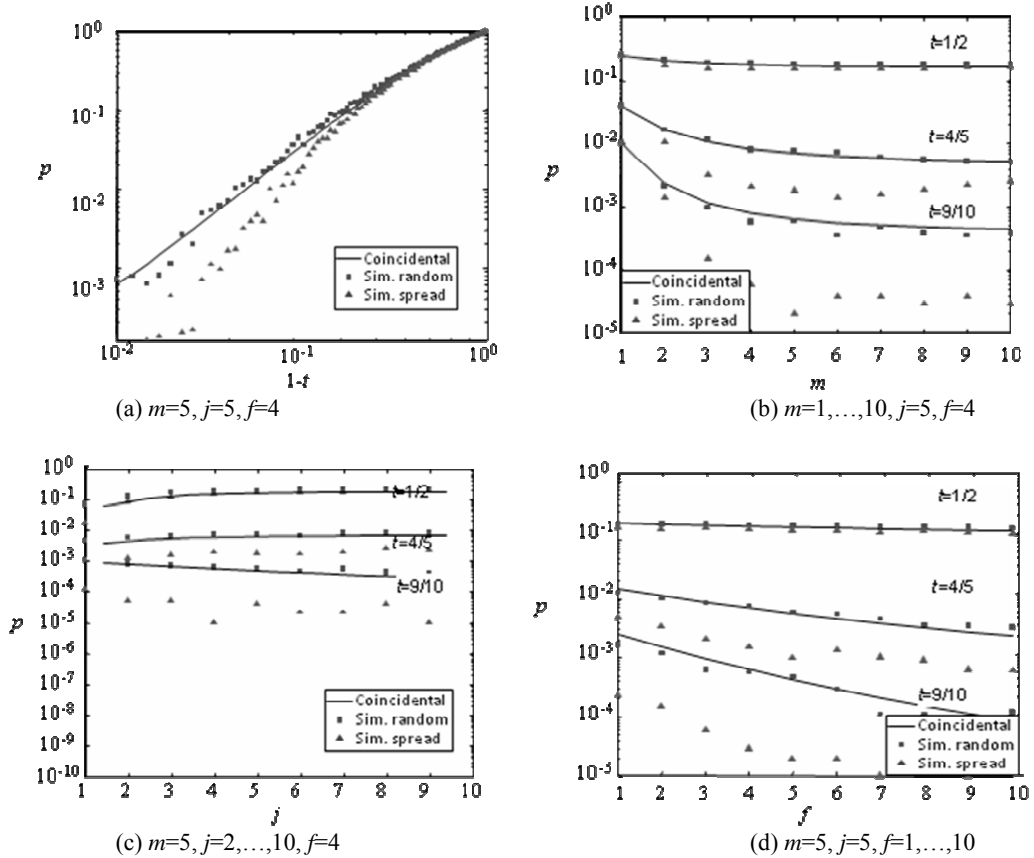 10^0
10^-1
10^-2
10^-3
p
10^-2
10^-1
10^0
1-t
Coincidental
Sim. random
Sim. spread
(a) m=5, j=5, f=4
10^0
10^-1
10^-2
10^-3
10^-4
10^-5
p
t=1/2
t=4/5
t=9/10
Coincidental
Sim. random
Sim. spread
1 2 3 4 5 6 7 8 9 10
m
(b) m=1,…,10, j=5, f=4
10^0
10^-1
10^-2
10^-3
10^-4
10^-5
10^-6
10^-7
10^-8
10^-9
10^-10
p
t=1/2
t=4/5
t=9/10
Coincidental
Sim. random
Sim. spread
1 2 3 4 5 6 7 8 9 10
j
(c) m=5, j=2,…,10, f=4
10^0
10^-1
10^-2
10^-3
10^-4
10^-5
p
t=1/2
t=4/5
t=9/10
Coincidental
Sim. random
Sim. spread
1 2 3 4 5 6 7 8 9 10
f
(d) m=5, j=5, f=1,…,10